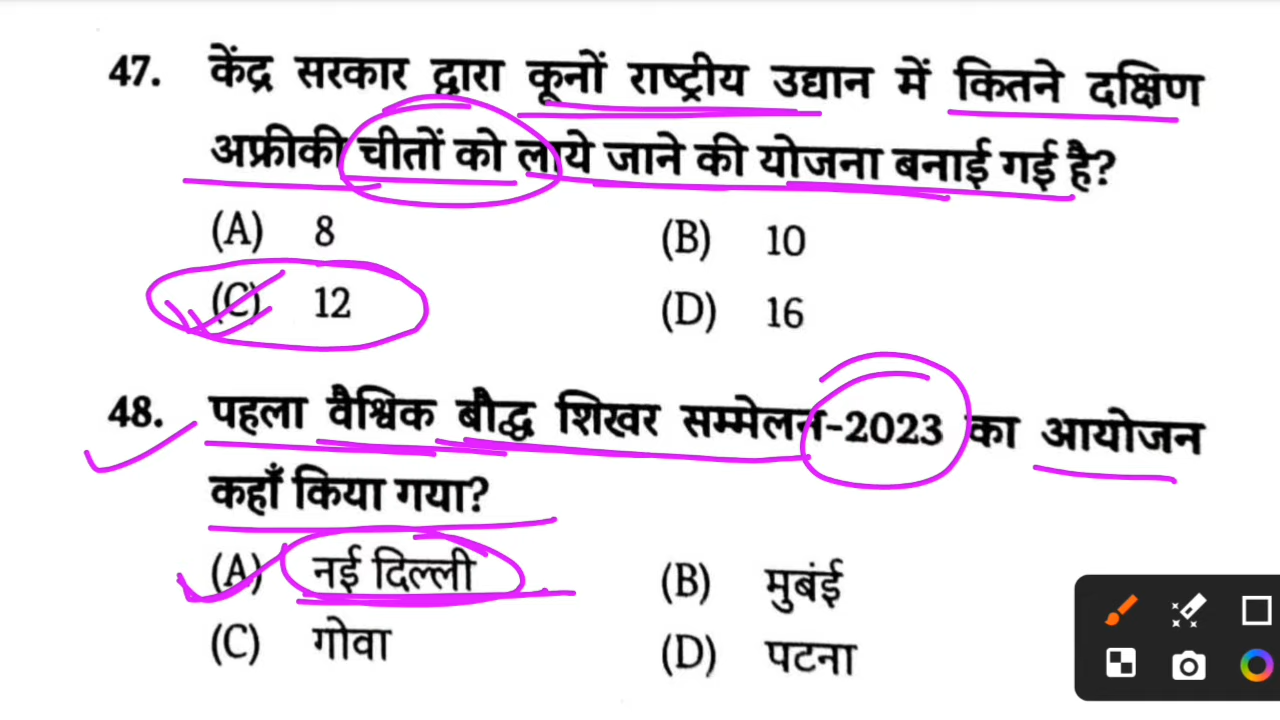 47. केंद्र सरकार द्वारा कूनों राष्ट्रीय उद्यान में कितने दक्षिण
अफ्रीकी चीतों को लाये जाने की योजना बनाई गई है?
(A) 8 (B) 10
(C) 12 (D) 16
48. पहला वैश्विक बौद्ध शिखर सम्मेलन-2023 का आयोजन
कहाँ किया गया?
(A) नई दिल्ली (B) मुबंई
(C) गोवा (D) पटना